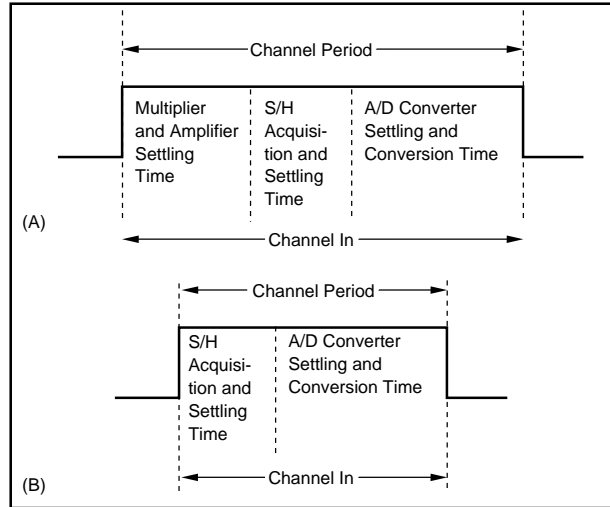 Channel Period
Multiplier
and Amplifier
Settling
Time
S/H
Acquisi-
tion and
Settling
Time
A/D Converter
Settling and
Conversion Time
(A)
Channel In
Channel Period
S/H
Acquisi-
tion and
Settling
Time
A/D Converter
Settling and
Conversion Time
Channel In
(B)